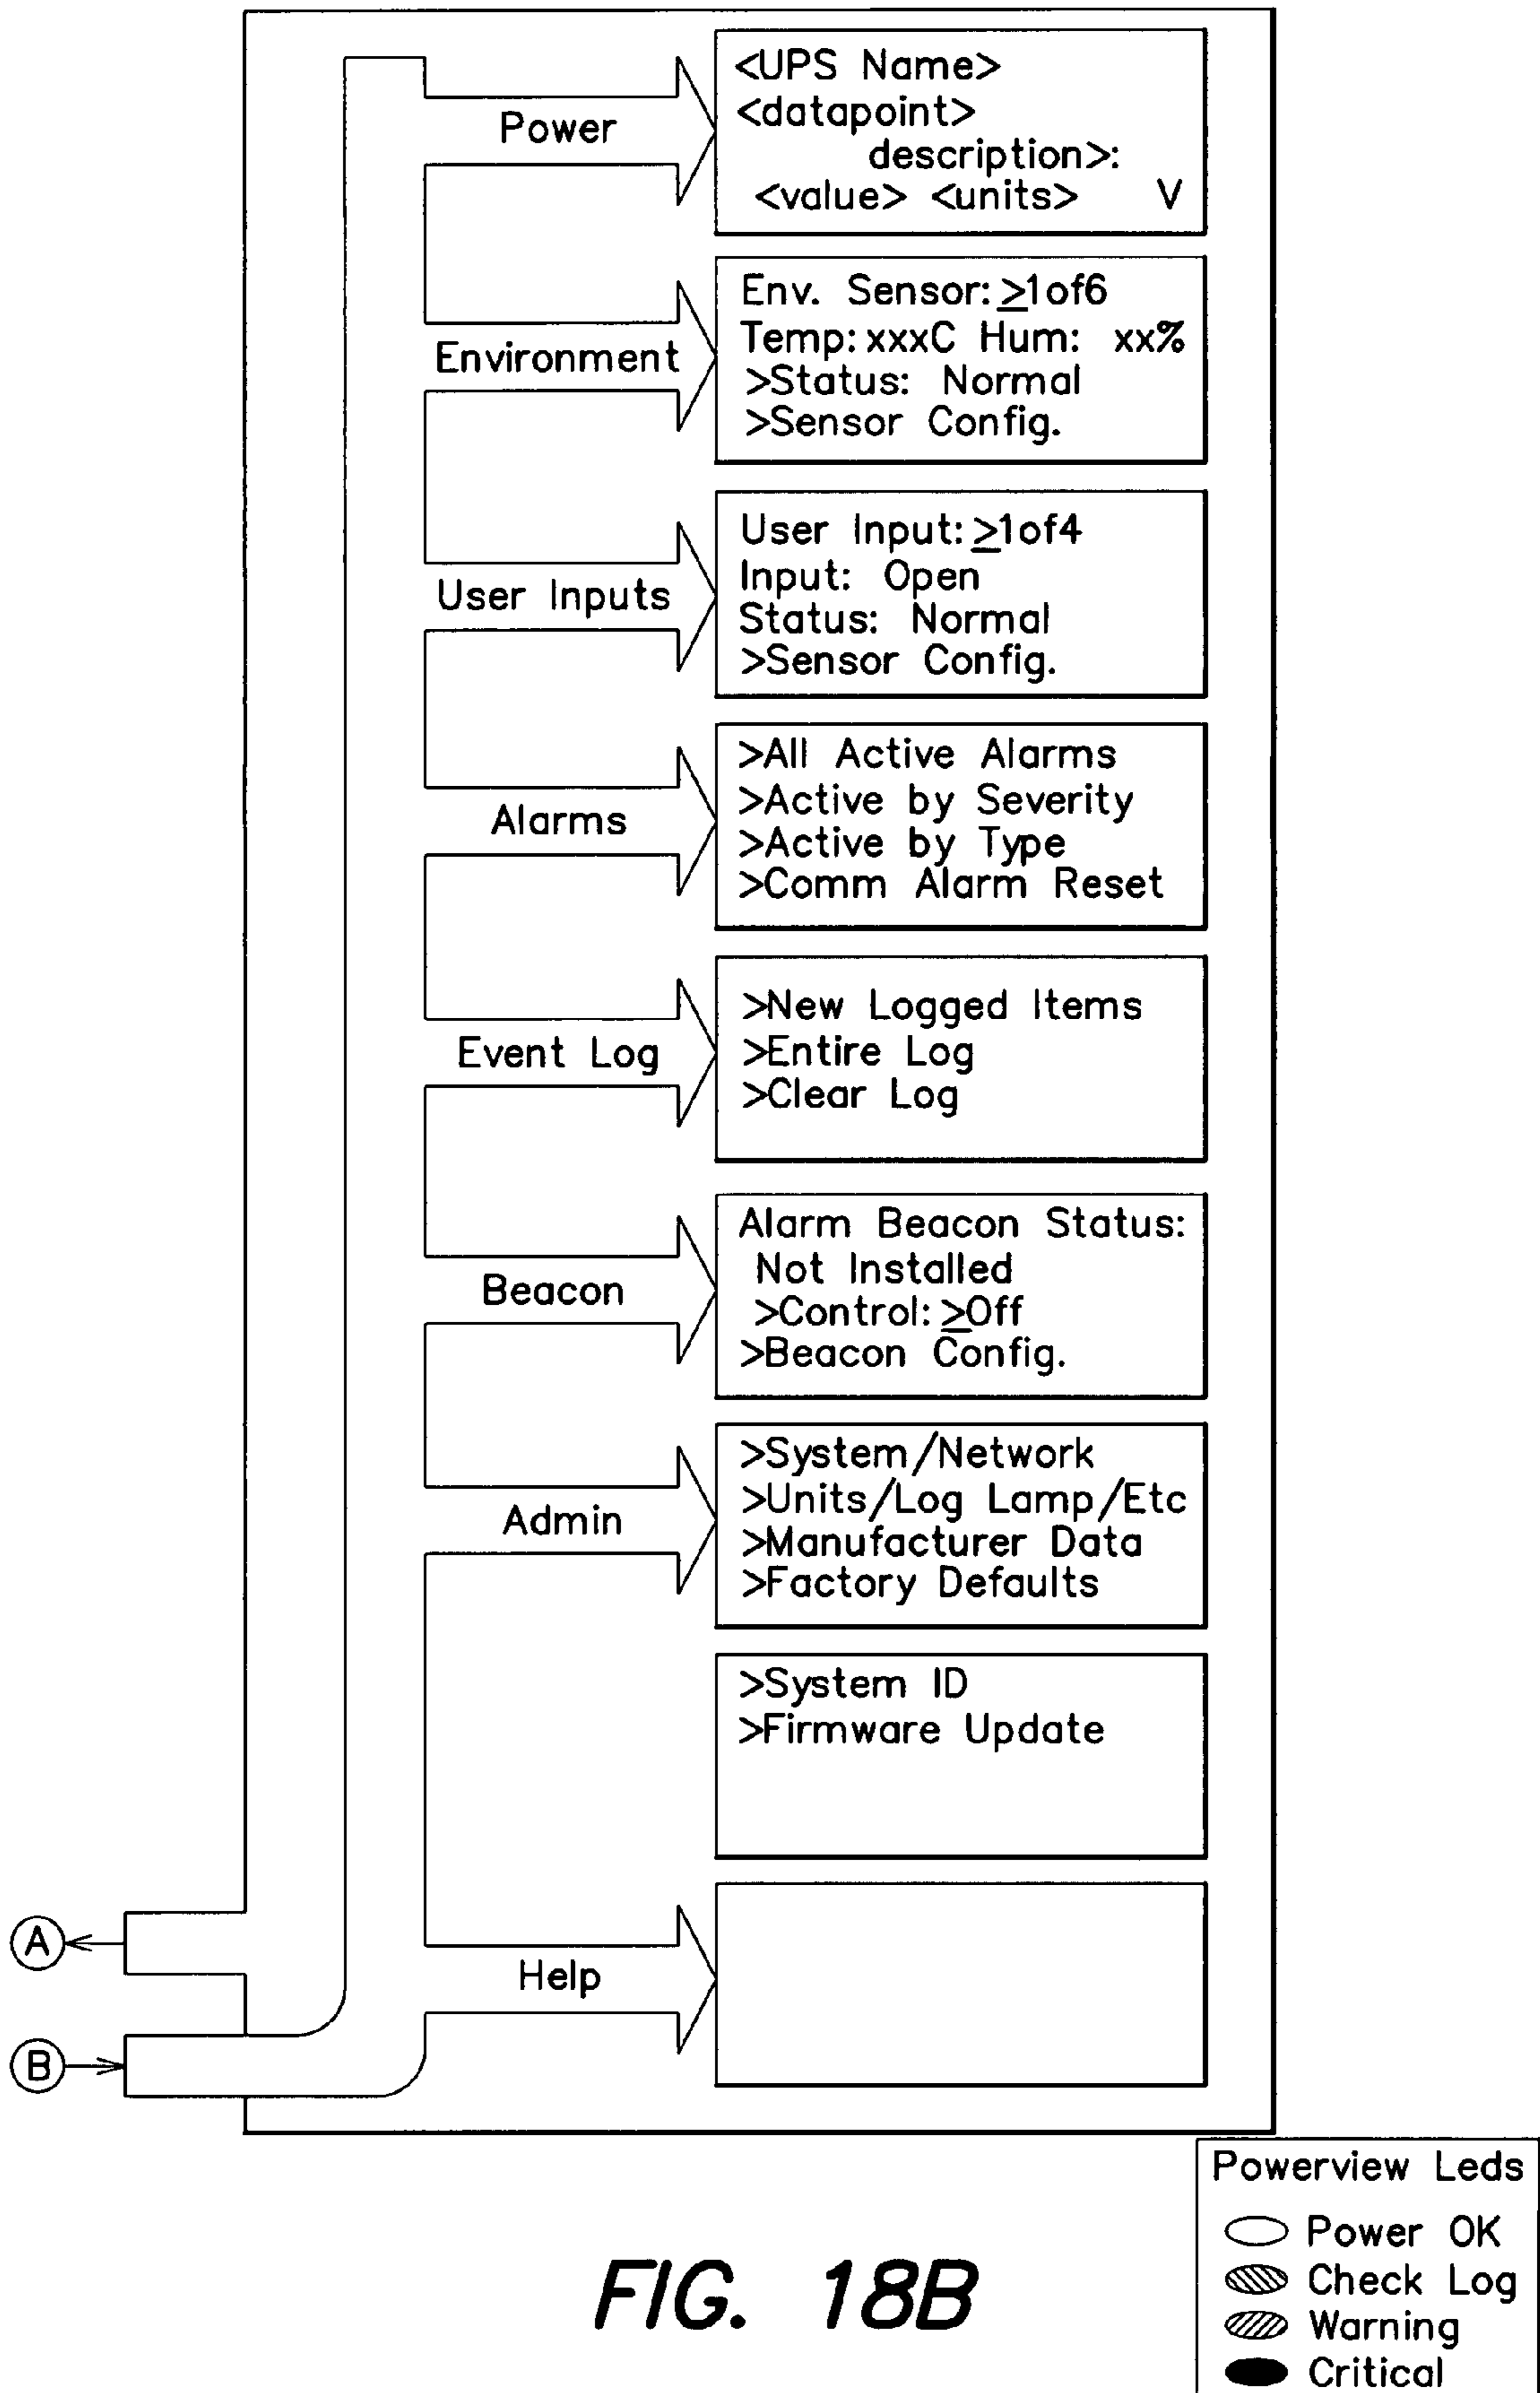 Power
<UPS Name>
<datapoint>
description>:
<value> <units> V
Environment
Env. Sensor: >1of6
Temp: xxxC Hum: xx%
>Status: Normal
>Sensor Config.
User Inputs
User Input: >1of4
Input: Open
Status: Normal
>Sensor Config.
Alarms
>All Active Alarms
>Active by Severity
>Active by Type
>Comm Alarm Reset
Event Log
>New Logged Items
>Entire Log
>Clear Log
Beacon
Alarm Beacon Status:
Not Installed
>Control: >Off
>Beacon Config.
Admin
>System/Network
>Units/Log Lamp/Etc
>Manufacturer Data
>Factory Defaults
>System ID
>Firmware Update
A
Help
B
Powerview Leds
Power OK
Check Log
Warning
Critical
FIG. 18B